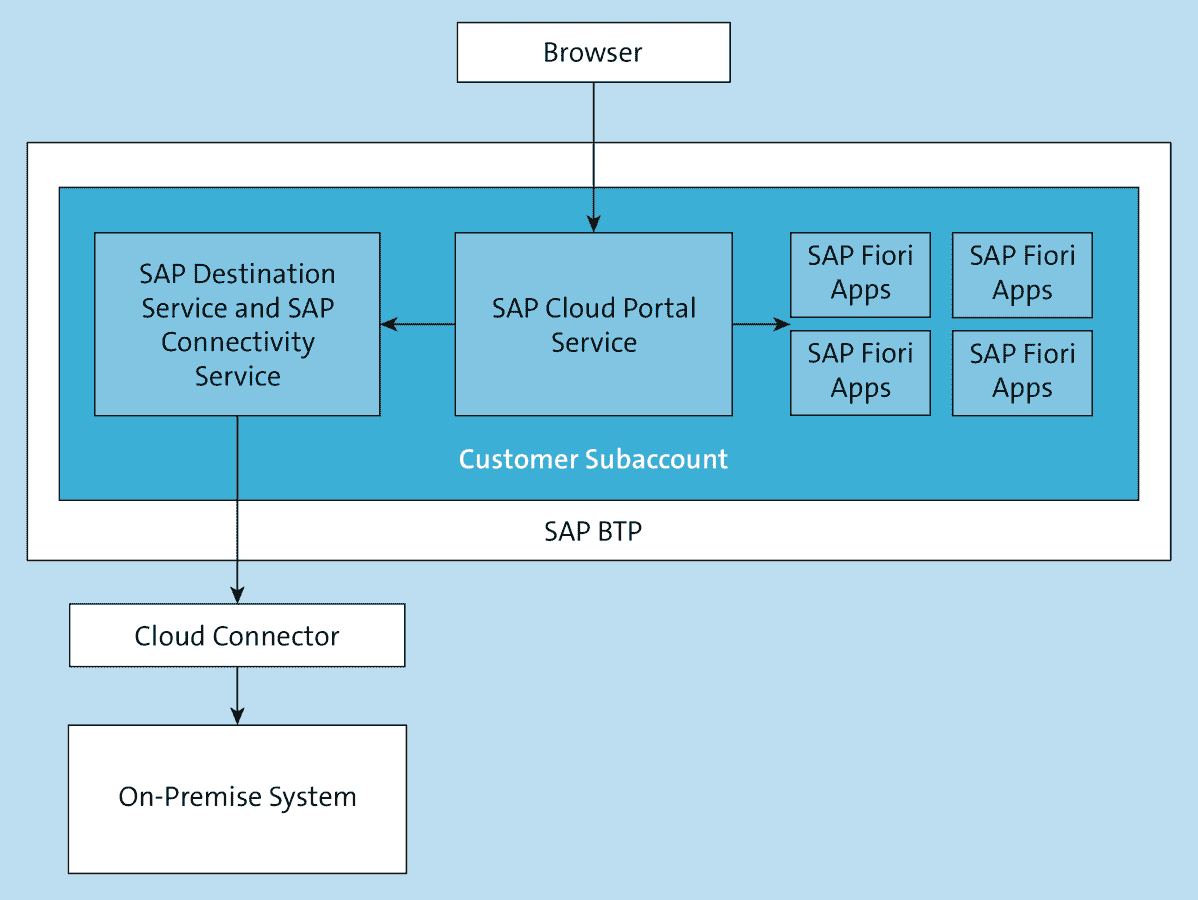 Browser
SAP Destination
Service and SAP
Connectivity
Service
SAP Cloud Portal
Service
SAP Fiori
Apps
SAP Fiori
Apps
SAP Fiori
Apps
SAP Fiori
Apps
Customer Subaccount
SAP BTP
Cloud Connector
On-Premise System